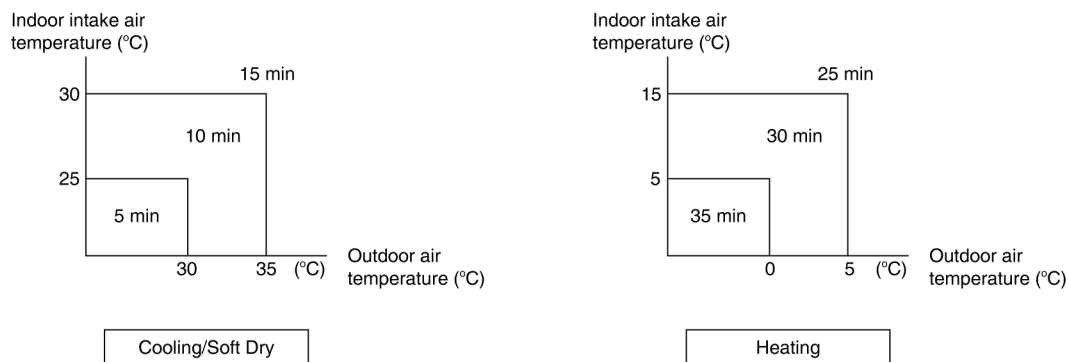 Indoor intake air
temperature (°C)
15 min
30
10 min
25
5 min
30 35 (°C)
Outdoor air
temperature (°C)
Cooling/Soft Dry
Indoor intake air
temperature (°C)
25 min
15
30 min
5
35 min
0 5 (°C)
Outdoor air
temperature (°C)
Heating